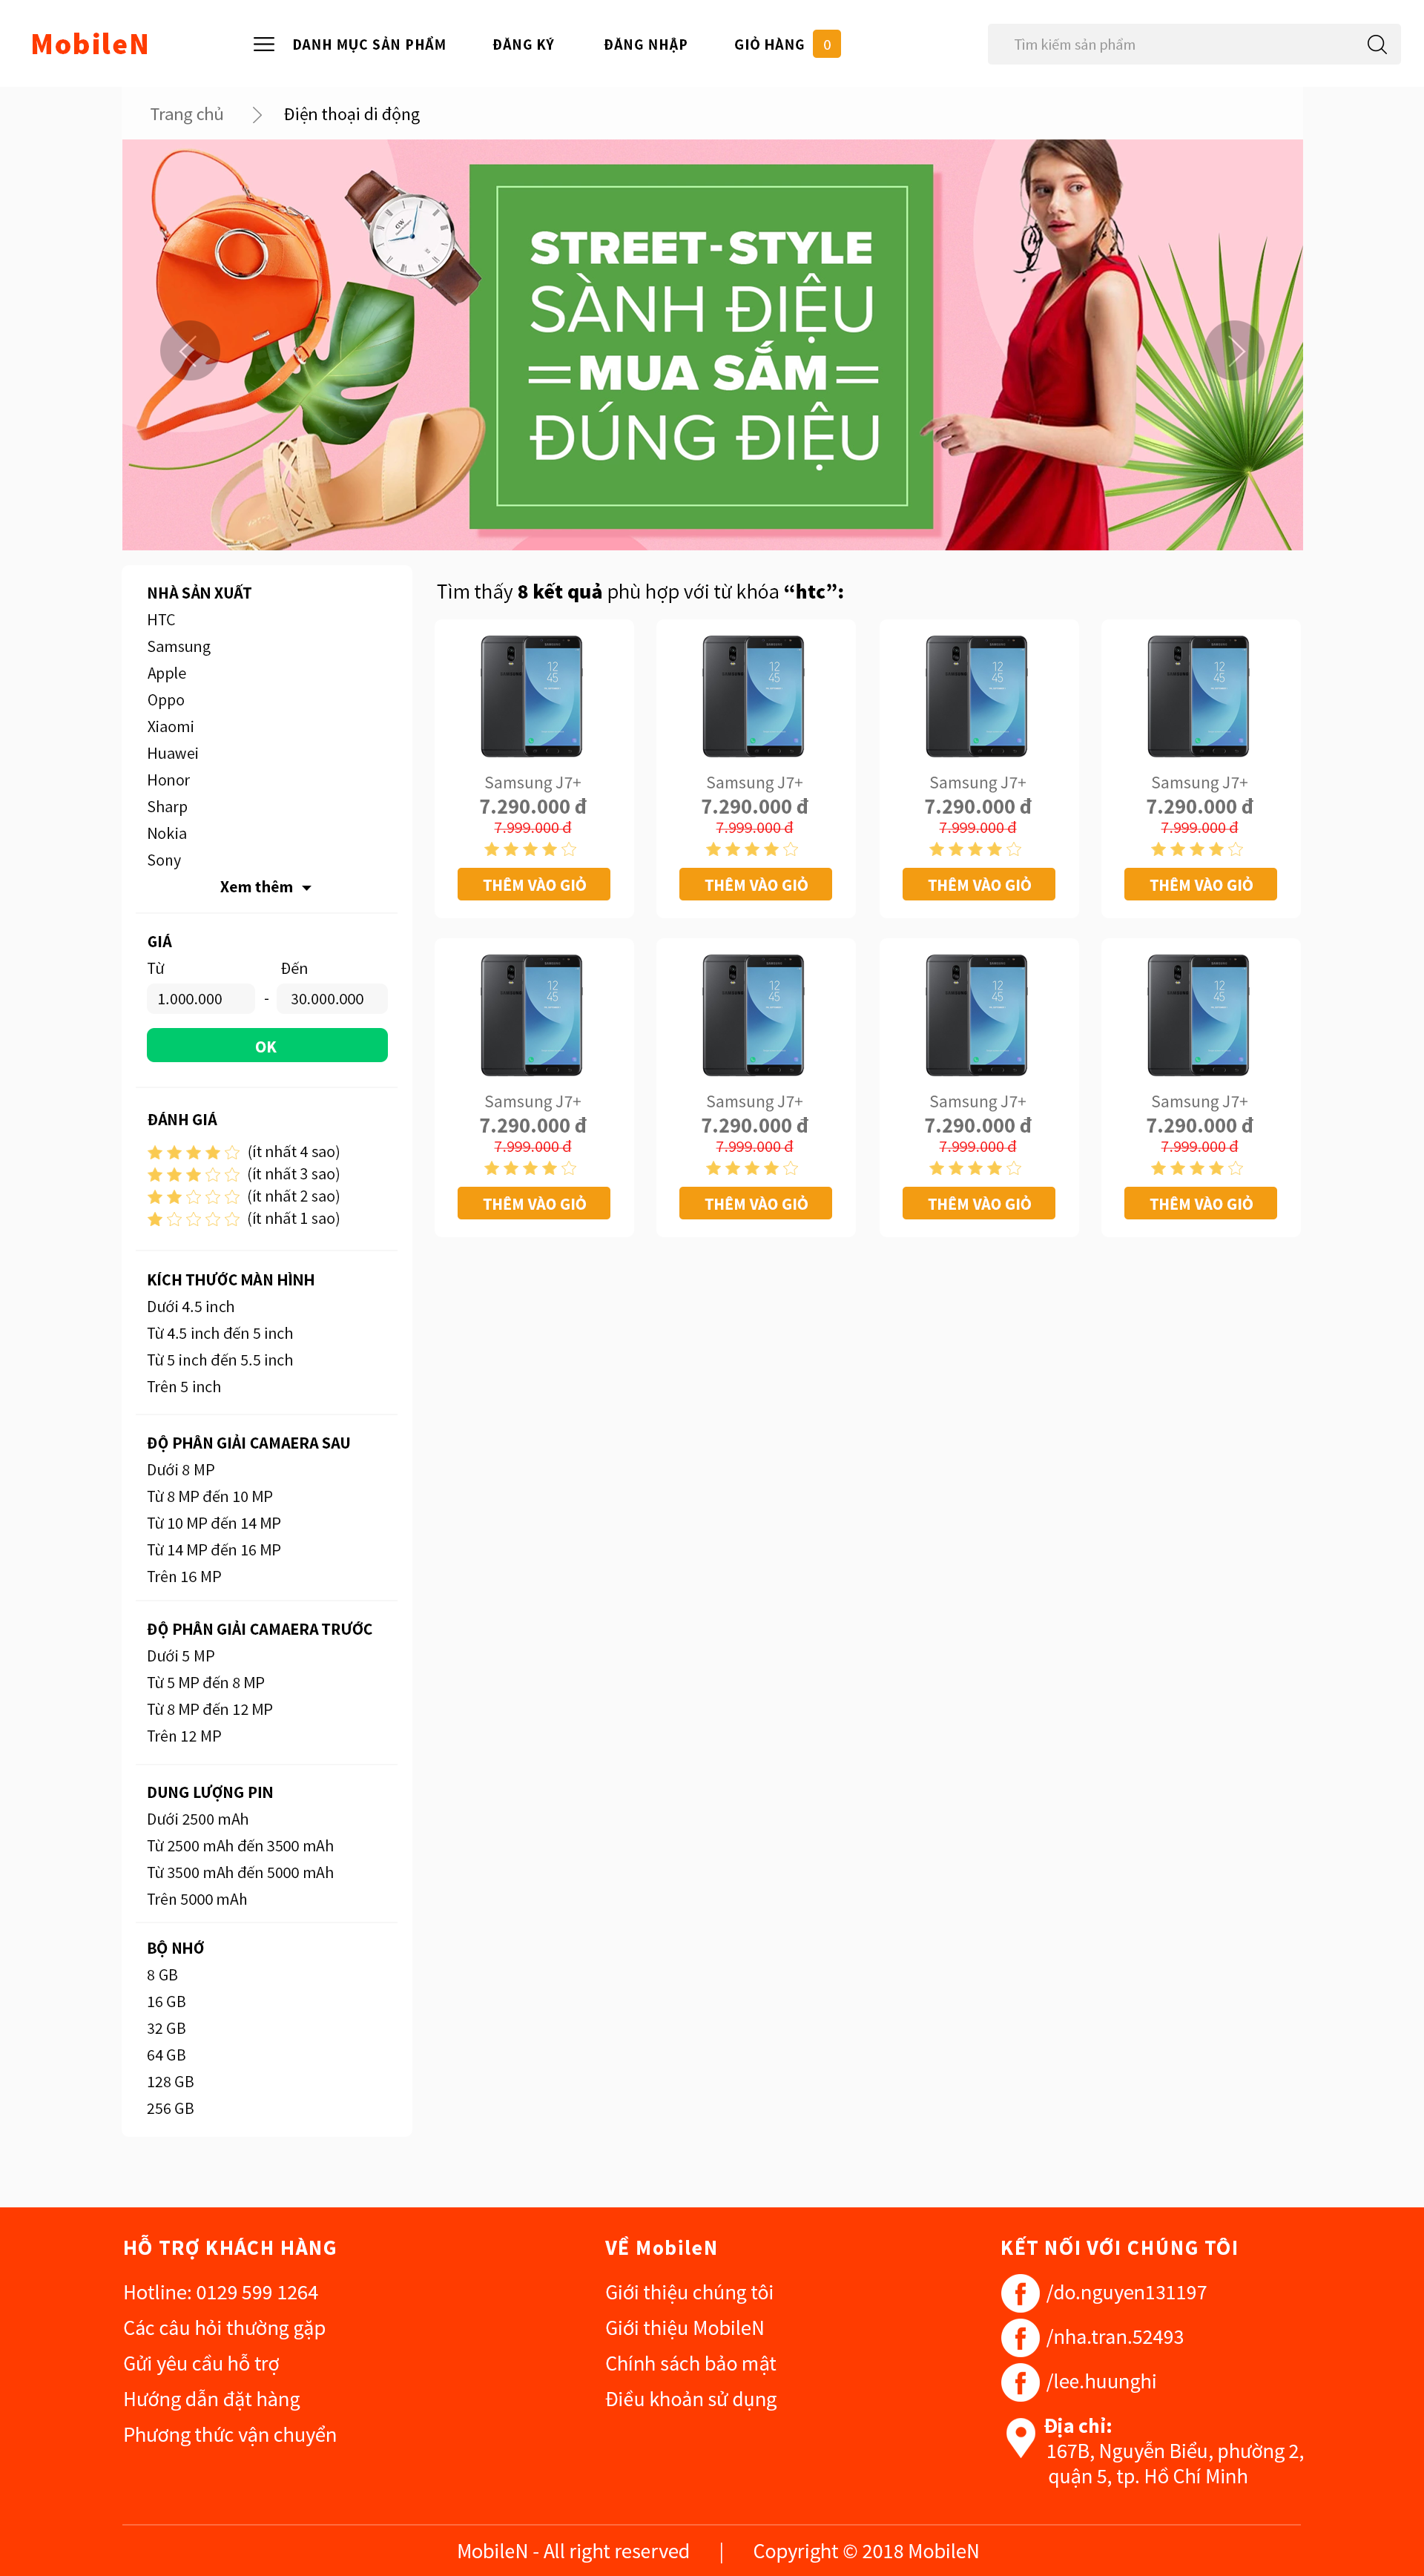 MobileN
DANH MỤC SẢN PHẨM
ĐĂNG KÝ
ĐĂNG NHẬP
GIỎ HÀNG 0
Tìm kiếm sản phẩm
Trang chủ
Điện thoại di động
STREET-STYLE
SÀNH ĐIỆU
MUA SẮM
ĐÚNG ĐIỆU
NHÀ SẢN XUẤT
HTC
Samsung
Apple
Oppo
Xiaomi
Huawei
Honor
Sharp
Nokia
Sony
Xem thêm
GIÁ
Từ Đến
1.000.000 - 30.000.000
OK
ĐÁNH GIÁ
(ít nhất 4 sao)
(ít nhất 3 sao)
(ít nhất 2 sao)
(ít nhất 1 sao)
KÍCH THƯỚC MÀN HÌNH
Dưới 4.5 inch
Từ 4.5 inch đến 5 inch
Từ 5 inch đến 5.5 inch
Trên 5 inch
ĐỘ PHÂN GIẢI CAMAERA SAU
Dưới 8 MP
Từ 8 MP đến 10 MP
Từ 10 MP đến 14 MP
Từ 14 MP đến 16 MP
Trên 16 MP
ĐỘ PHÂN GIẢI CAMAERA TRƯỚC
Dưới 5 MP
Từ 5 MP đến 8 MP
Từ 8 MP đến 12 MP
Trên 12 MP
DUNG LƯỢNG PIN
Dưới 2500 mAh
Từ 2500 mAh đến 3500 mAh
Từ 3500 mAh đến 5000 mAh
Trên 5000 mAh
BỘ NHỚ
8 GB
16 GB
32 GB
64 GB
128 GB
256 GB
Tìm thấy 8 kết quả phù hợp với từ khóa “htc”:
12 12 12 12
45 45 45 45
Samsung J7+ Samsung J7+ Samsung J7+ Samsung J7+
7.290.000 đ 7.290.000 đ 7.290.000 đ 7.290.000 đ
7.999.000 đ 7.999.000 đ 7.999.000 đ 7.999.000 đ
THÊM VÀO GIỎ THÊM VÀO GIỎ THÊM VÀO GIỎ THÊM VÀO GIỎ
12 12 12 12
45 45 45 45
Samsung J7+ Samsung J7+ Samsung J7+ Samsung J7+
7.290.000 đ 7.290.000 đ 7.290.000 đ 7.290.000 đ
7.999.000 đ 7.999.000 đ 7.999.000 đ 7.999.000 đ
THÊM VÀO GIỎ THÊM VÀO GIỎ THÊM VÀO GIỎ THÊM VÀO GIỎ
HỖ TRỢ KHÁCH HÀNG
Hotline: 0129 599 1264
Các câu hỏi thường gặp
Gửi yêu cầu hỗ trợ
Hướng dẫn đặt hàng
Phương thức vận chuyển
VỀ MobileN
Giới thiệu chúng tôi
Giới thiệu MobileN
Chính sách bảo mật
Điều khoản sử dụng
KẾT NỐI VỚI CHÚNG TÔI
/do.nguyen131197
/nha.tran.52493
/lee.huunghi
Địa chỉ:
167B, Nguyễn Biểu, phường 2,
quận 5, tp. Hồ Chí Minh
MobileN - All right reserved | Copyright © 2018 MobileN